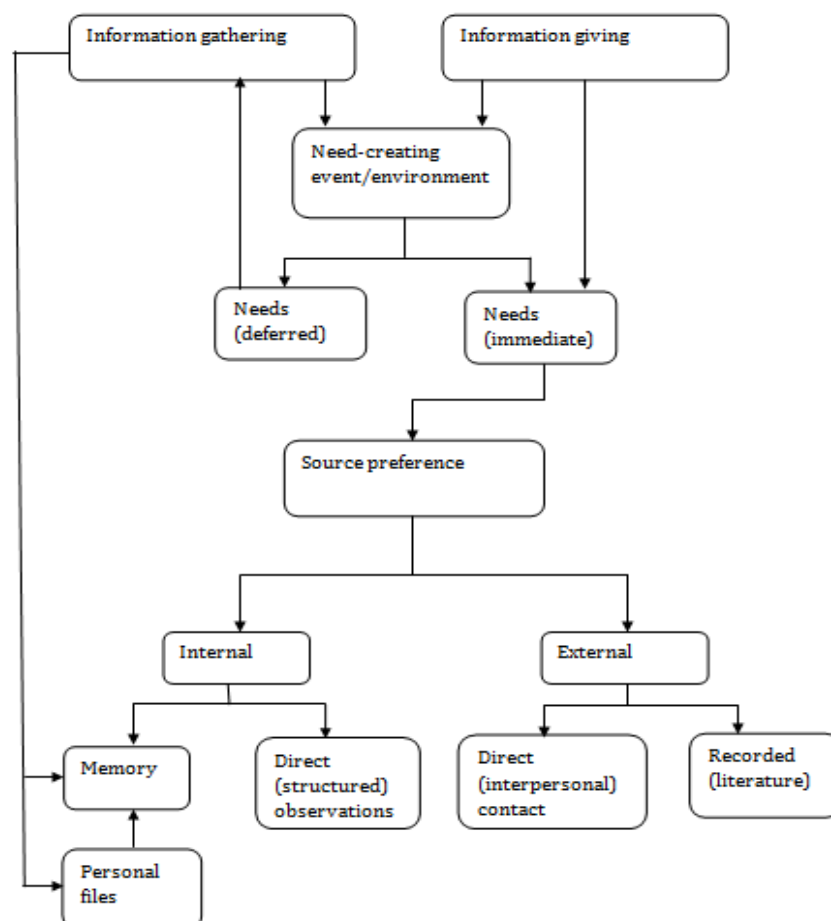 Information gathering
Information giving
Need-creating
event/environment
Needs
(deferred)
Needs
(immediate)
Source preference
Internal
External
Memory
Direct
(structured)
observations
Direct
(interpersonal)
contact
Recorded
(literature)
Personal
files